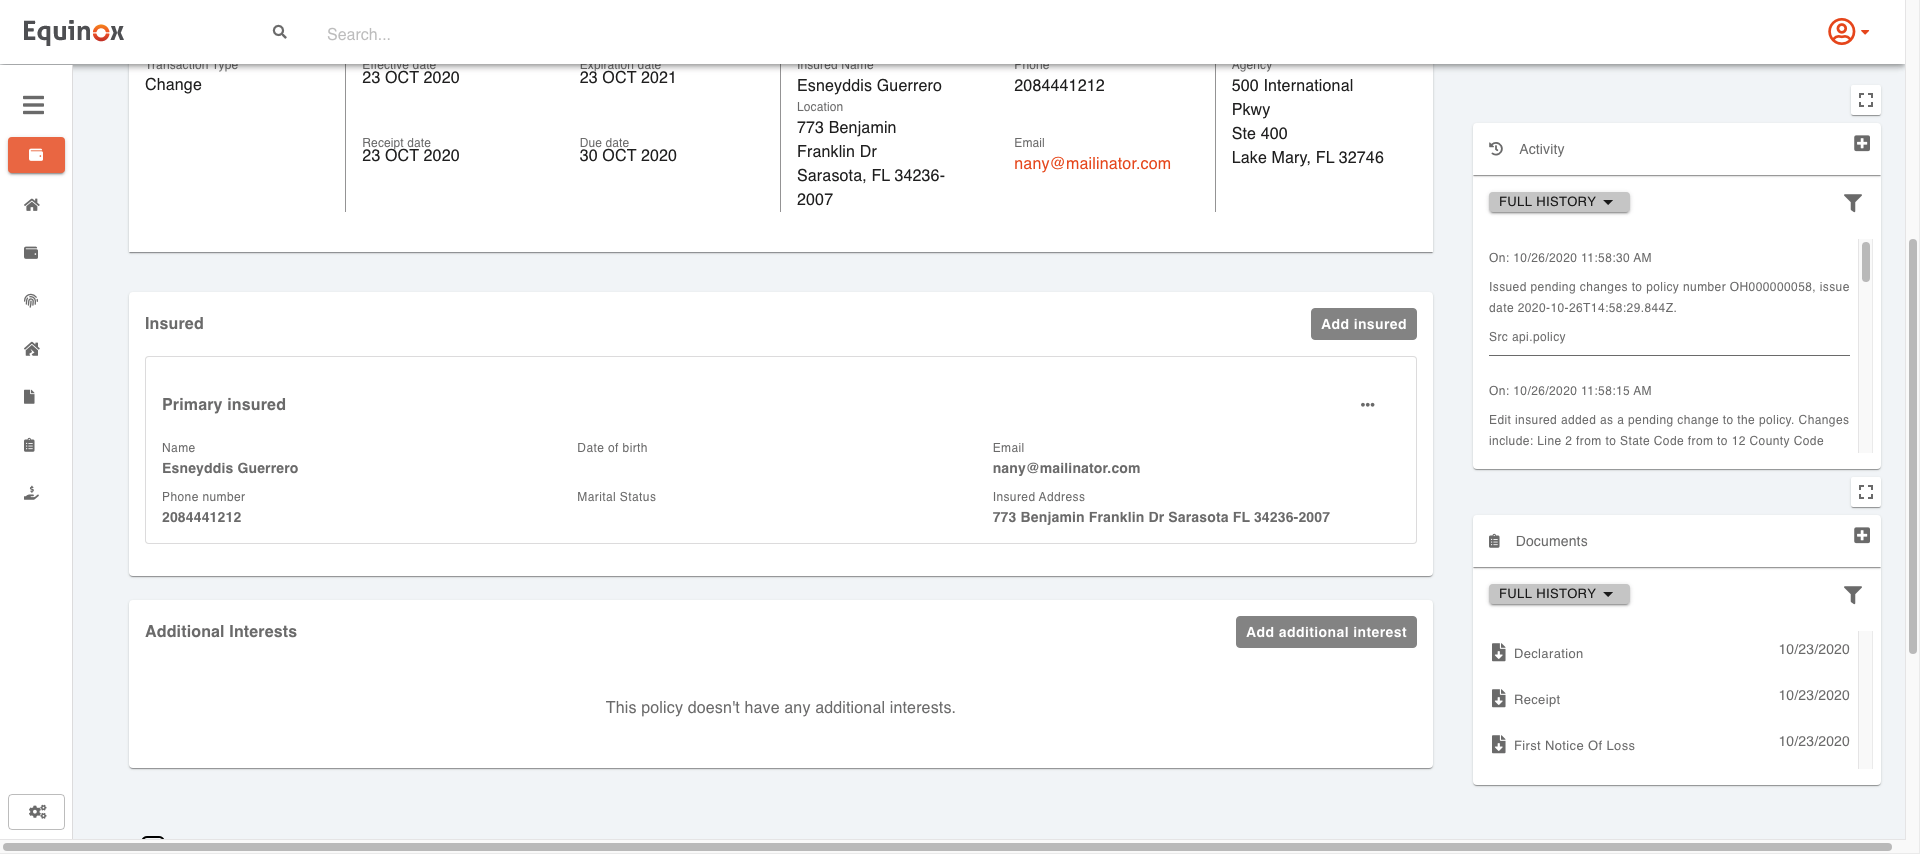 Equinox
Search...
Transaction Type
Change
Effective date
23 OCT 2020
Expiration date
23 OCT 2021
Receipt date
23 OCT 2020
Due date
30 OCT 2020
Insured Name
Esneyddis Guerrero
Location
773 Benjamin
Franklin Dr
Sarasota, FL 34236-
2007
Phone
2084441212
Email
nany@mailinator.com
Agency
500 International
Pkwy
Ste 400
Lake Mary, FL 32746
Insured
Add insured
Primary insured
Name
Esneyddis Guerrero
Date of birth
Email
nany@mailinator.com
Phone number
2084441212
Marital Status
Insured Address
773 Benjamin Franklin Dr Sarasota FL 34236-2007
Additional Interests
Add additional interest
This policy doesn't have any additional interests.
Activity
FULL HISTORY
On: 10/26/2020 11:58:30 AM
Issued pending changes to policy number OH000000058, issue
date 2020-10-26T14:58:29.844Z.
Src api.policy
On: 10/26/2020 11:58:15 AM
Edit insured added as a pending change to the policy. Changes
include: Line 2 from to State Code from to 12 County Code
Documents
FULL HISTORY
Declaration 10/23/2020
Receipt 10/23/2020
First Notice Of Loss 10/23/2020